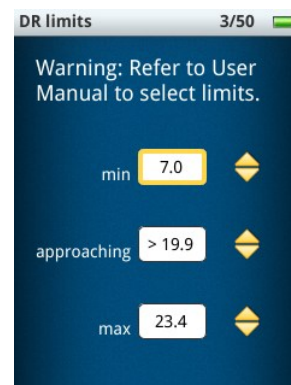 DR limits 3/50
Warning: Refer to User
Manual to select limits.
min 7.0
approaching > 19.9
max 23.4